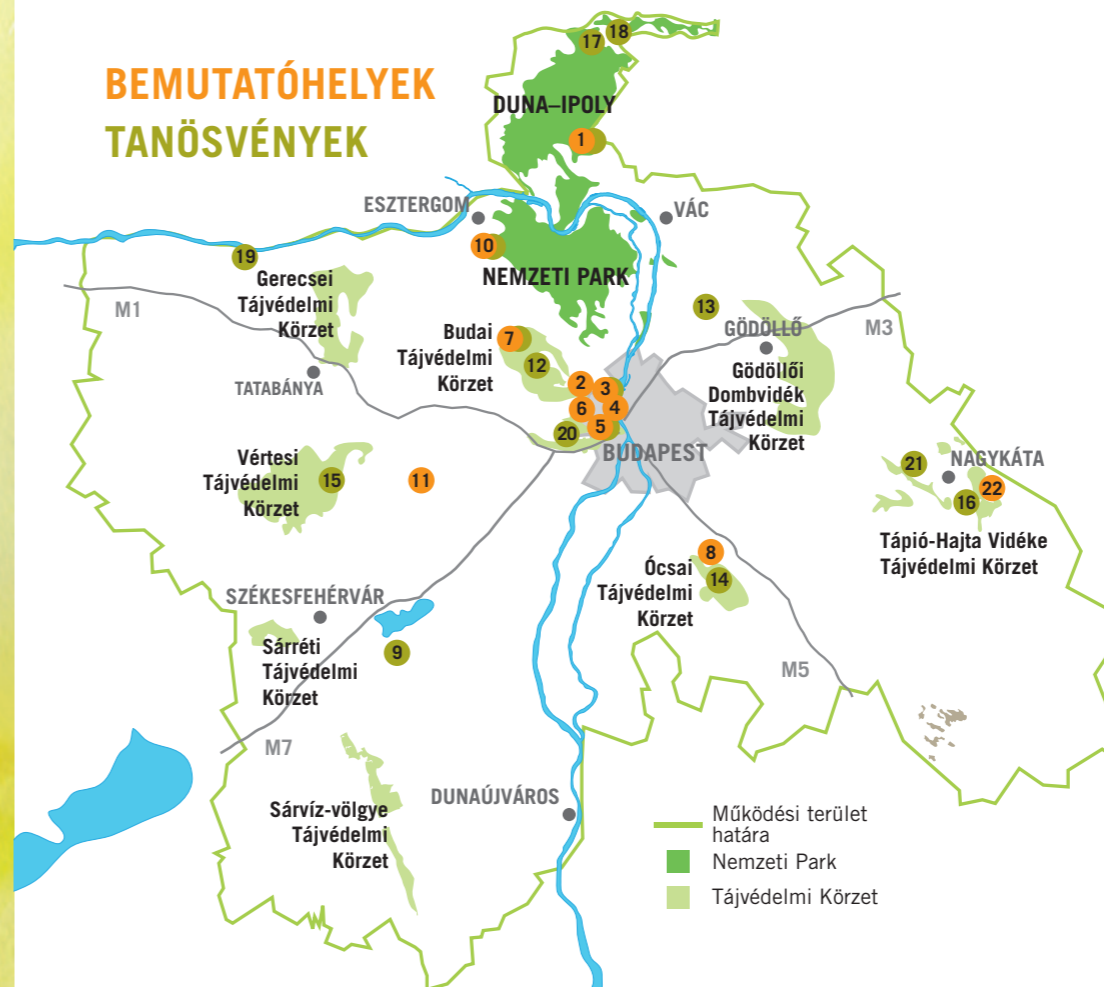 BEMUTATÓHELYEK
TANÖSVÉNYEK
17
18
DUNA–IPOLY
1
ESZTERGOM
VÁC
10
NEMZETI PARK
19
Gerecsei
Tájvédelmi
Körzet
M1
TATABÁNYA
Budai
Tájvédelmi
Körzet
7
12
13
GÖDÖLLŐ
M3
Gödöllői
Dombvidék
Tájvédelmi
Körzet
2
3
6
4
5
20
BUDAPEST
Vértesi
Tájvédelmi
Körzet
15
11
21
NAGYKÁTA
22
16
Tápió-Hajta Vidéke
Tájvédelmi Körzet
8
Ócsai
Tájvédelmi
Körzet
14
SZÉKESFEHÉRVÁR
Sárréti
Tájvédelmi
Körzet
9
M5
M7
Sárvíz-völgye
Tájvédelmi
Körzet
DUNAÚJVÁROS
Működési terület
határa
Nemzeti Park
Tájvédelmi Körzet